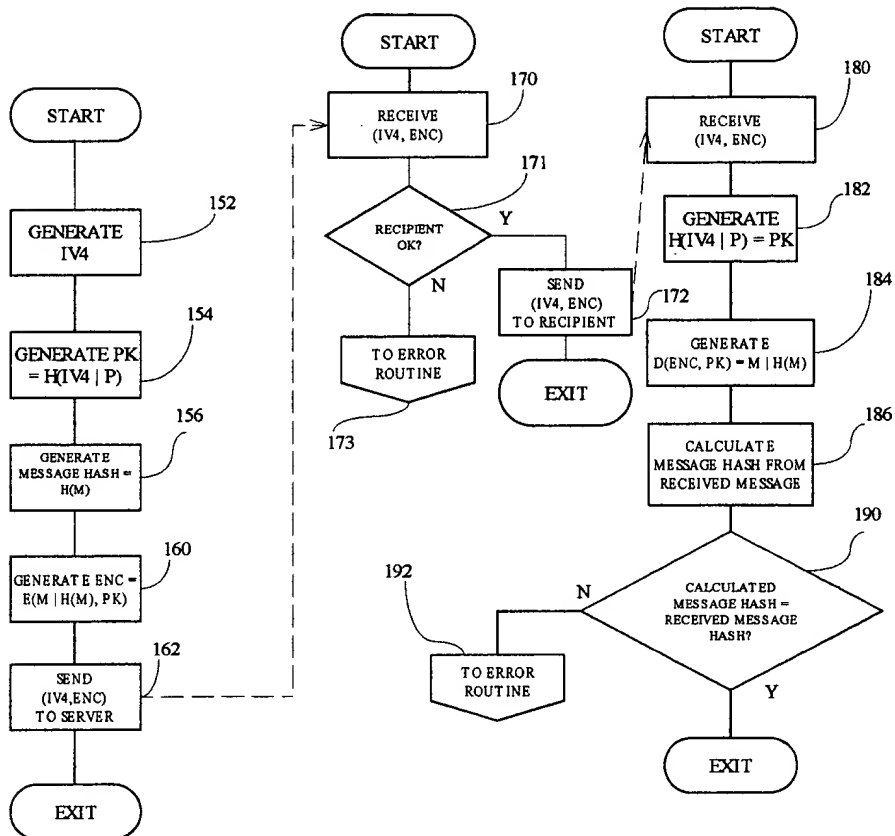 START
152
GENERATE
IV4
154
GENERATE PK
= H(IV4 | P)
156
GENERATE
MESSAGE HASH =
H(M)
160
GENERATE ENC =
E(M | H(M), PK)
162
SEND
(IV4,ENC)
TO SERVER
EXIT
START
170
RECEIVE
(IV4, ENC)
171
RECIPIENT
OK?
Y
N
SEND
(IV4, ENC)
TO RECIPIENT
172
TO ERROR
ROUTINE
173
EXIT
START
180
RECEIVE
(IV4, ENC)
182
GENERATE
H(IV4 | P) = PK
184
GENERATE
D(ENC, PK) = M | H(M)
186
CALCULATE
MESSAGE HASH FROM
RECEIVED MESSAGE
190
CALCULATED
MESSAGE HASH =
RECEIVED MESSAGE
HASH?
N
192
TO ERROR
ROUTINE
Y
EXIT